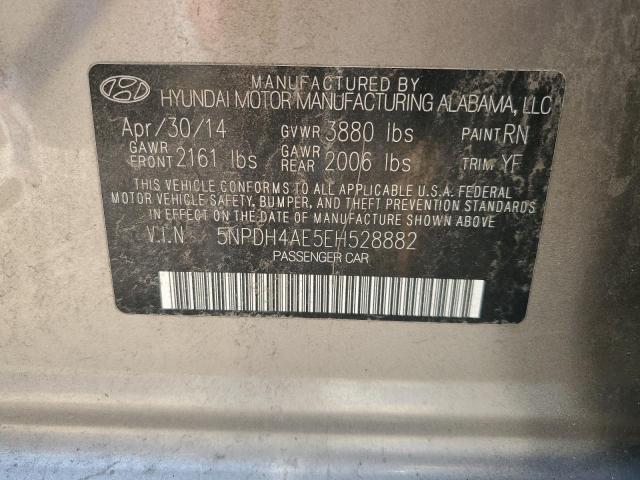 MANUFACTURED BY
HYUNDAI MOTOR MANUFACTURING ALABAMA, LLC
Apr/30/14 GVWR 3880 lbs PAINT RN
GAWR FRONT 2161 lbs GAWR REAR 2006 lbs TRIM YF
THIS VEHICLE CONFORMS TO ALL APPLICABLE U.S.A. FEDERAL
MOTOR VEHICLE SAFETY, BUMPER, AND THEFT PREVENTION STANDARDS
IN EFFECT ON THE DATE OF MANUFACTURE SHOWN ABOVE.
V.I.N 5NPDH4AE5EH528882
PASSENGER CAR